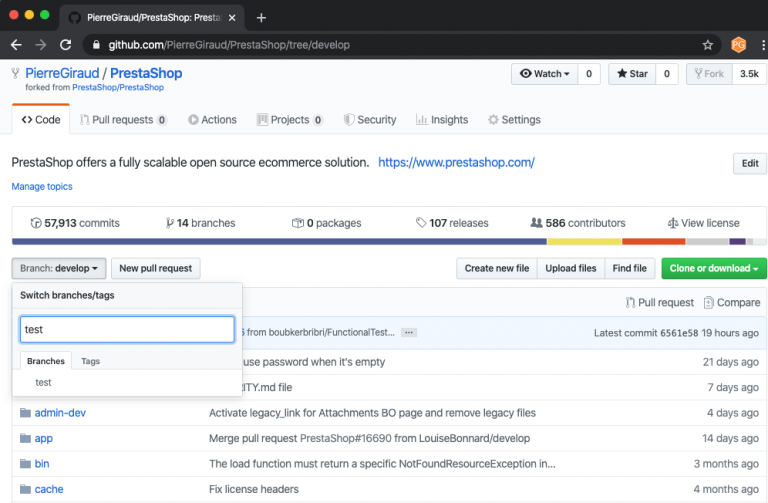 PierreGiraud/PrestaShop: Presta
github.com/PierreGiraud/PrestaShop/tree/develop
PG
PierreGiraud / PrestaShop
forked from PrestaShop/PrestaShop
Watch 0 Star 0 Fork 3.5k
<> Code Pull requests 0 Actions Projects 0 Security Insights Settings
PrestaShop offers a fully scalable open source ecommerce solution. https://www.prestashop.com/ Edit
Manage topics
57,913 commits 14 branches 0 packages 107 releases 586 contributors View license
Branch: develop New pull request Create new file Upload files Find file Clone or download
Switch branches/tags
Pull request Compare
test
6 from boubkerbribri/FunctionalTest... ... Latest commit 6561e58 19 hours ago
Branches Tags
use password when it's empty 21 days ago
test
RITY.md file 7 days ago
admin-dev Activate legacy_link for Attachments BO page and remove legacy files 4 days ago
app Merge pull request PrestaShop#16690 from LouiseBonnard/develop 14 days ago
bin The load function must return a specific NotFoundResourceException in... 3 months ago
cache Fix license headers 4 months ago